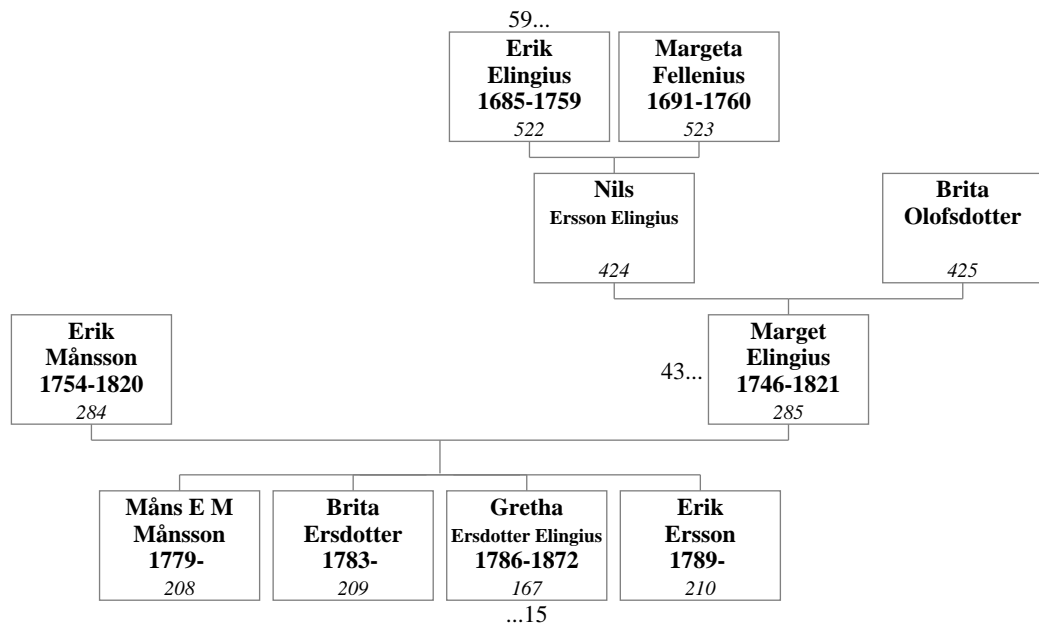 59...
Erik
Elingius
1685-1759
522
Margeta
Fellenius
1691-1760
523
Nils
Ersson Elingius
424
Brita
Olofsdotter
425
Erik
Månsson
1754-1820
284
43...
Marget
Elingius
1746-1821
285
Måns E M
Månsson
1779-
208
Brita
Ersdotter
1783-
209
Gretha
Ersdotter Elingius
1786-1872
167
Erik
Ersson
1789-
210
...15